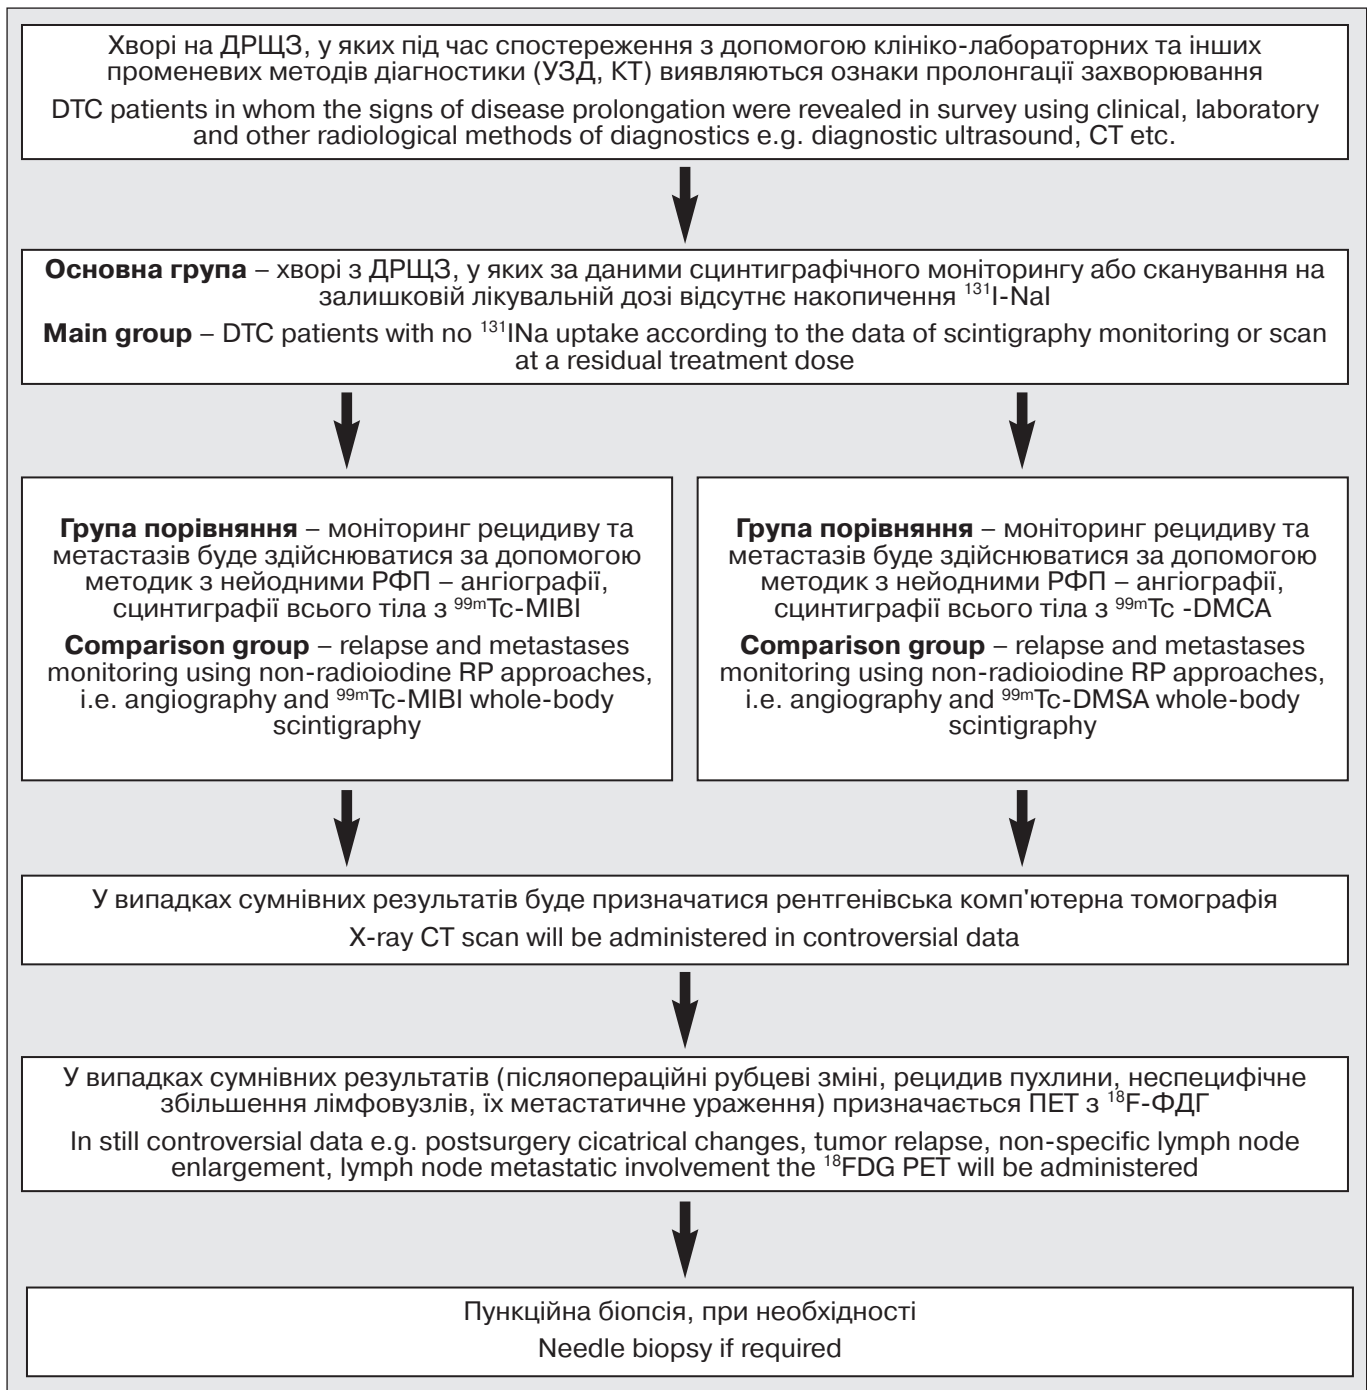 Хворі на ДРЩЗ, у яких під час спостереження з допомогою клініко-лабораторних та інших
променевих методів діагностики (УЗД, КТ) виявляються ознаки пролонгації захворювання
DTC patients in whom the signs of disease prolongation were revealed in survey using clinical, laboratory
and other radiological methods of diagnostics e.g. diagnostic ultrasound, CT etc.
Основна група – хворі з ДРЩЗ, у яких за даними сцинтиграфічного моніторингу або сканування на
залишковій лікувальній дозі відсутнє накопичення ¹³¹I-NaI
Main group – DTC patients with no ¹³¹INa uptake according to the data of scintigraphy monitoring or scan
at a residual treatment dose
Група порівняння – моніторинг рецидиву та
метастазів буде здійснюватися за допомогою
методик з нейодними РФП – ангіографії,
сцинтиграфії всього тіла з ⁹⁹ᵐTc-MIBI
Comparison group – relapse and metastases
monitoring using non-radioiodine RP approaches,
i.e. angiography and ⁹⁹ᵐTc-MIBI whole-body
scintigraphy
Група порівняння – моніторинг рецидиву та
метастазів буде здійснюватися за допомогою
методик з нейодними РФП – ангіографії,
сцинтиграфії всього тіла з ⁹⁹ᵐTc -DMCA
Comparison group – relapse and metastases
monitoring using non-radioiodine RP approaches,
i.e. angiography and ⁹⁹ᵐTc-DMSA whole-body
scintigraphy
У випадках сумнівних результатів буде призначатися рентгенівська комп'ютерна томографія
X-ray CT scan will be administered in controversial data
У випадках сумнівних результатів (післяопераційні рубцеві зміні, рецидив пухлини, неспецифічне
збільшення лімфовузлів, їх метастатичне ураження) призначається ПЕТ з ¹⁸F-ФДГ
In still controversial data e.g. postsurgery cicatrical changes, tumor relapse, non-specific lymph node
enlargement, lymph node metastatic involvement the ¹⁸FDG PET will be administered
Пункційна біопсія, при необхідності
Needle biopsy if required